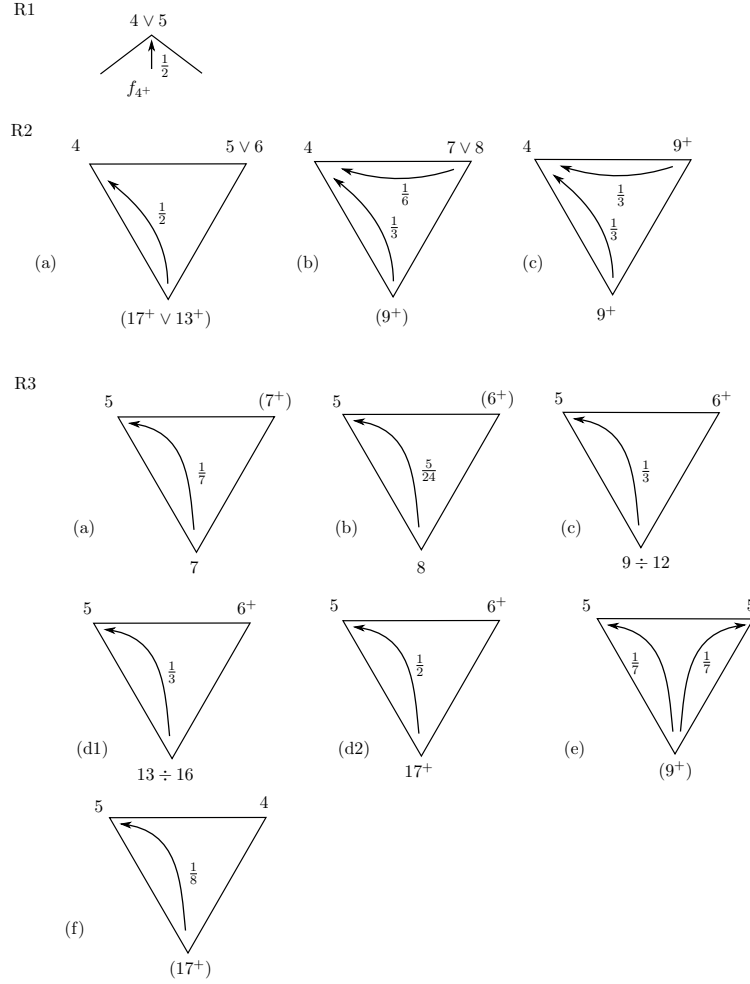 R1
4 ∨ 5
1/2
f₄⁺
R2
4
5 ∨ 6
1/2
(a)
(17⁺ ∨ 13⁺)
4
7 ∨ 8
1/6
1/3
(b)
(9⁺)
4
9⁺
1/3
1/3
(c)
9⁺
R3
5
(7⁺)
1/7
(a)
7
5
(6⁺)
5/24
(b)
8
5
6⁺
1/3
(c)
9 ÷ 12
5
6⁺
1/3
(d1)
13 ÷ 16
5
6⁺
1/2
(d2)
17⁺
5
5
1/7
1/7
(e)
(9⁺)
5
4
1/8
(f)
(17⁺)